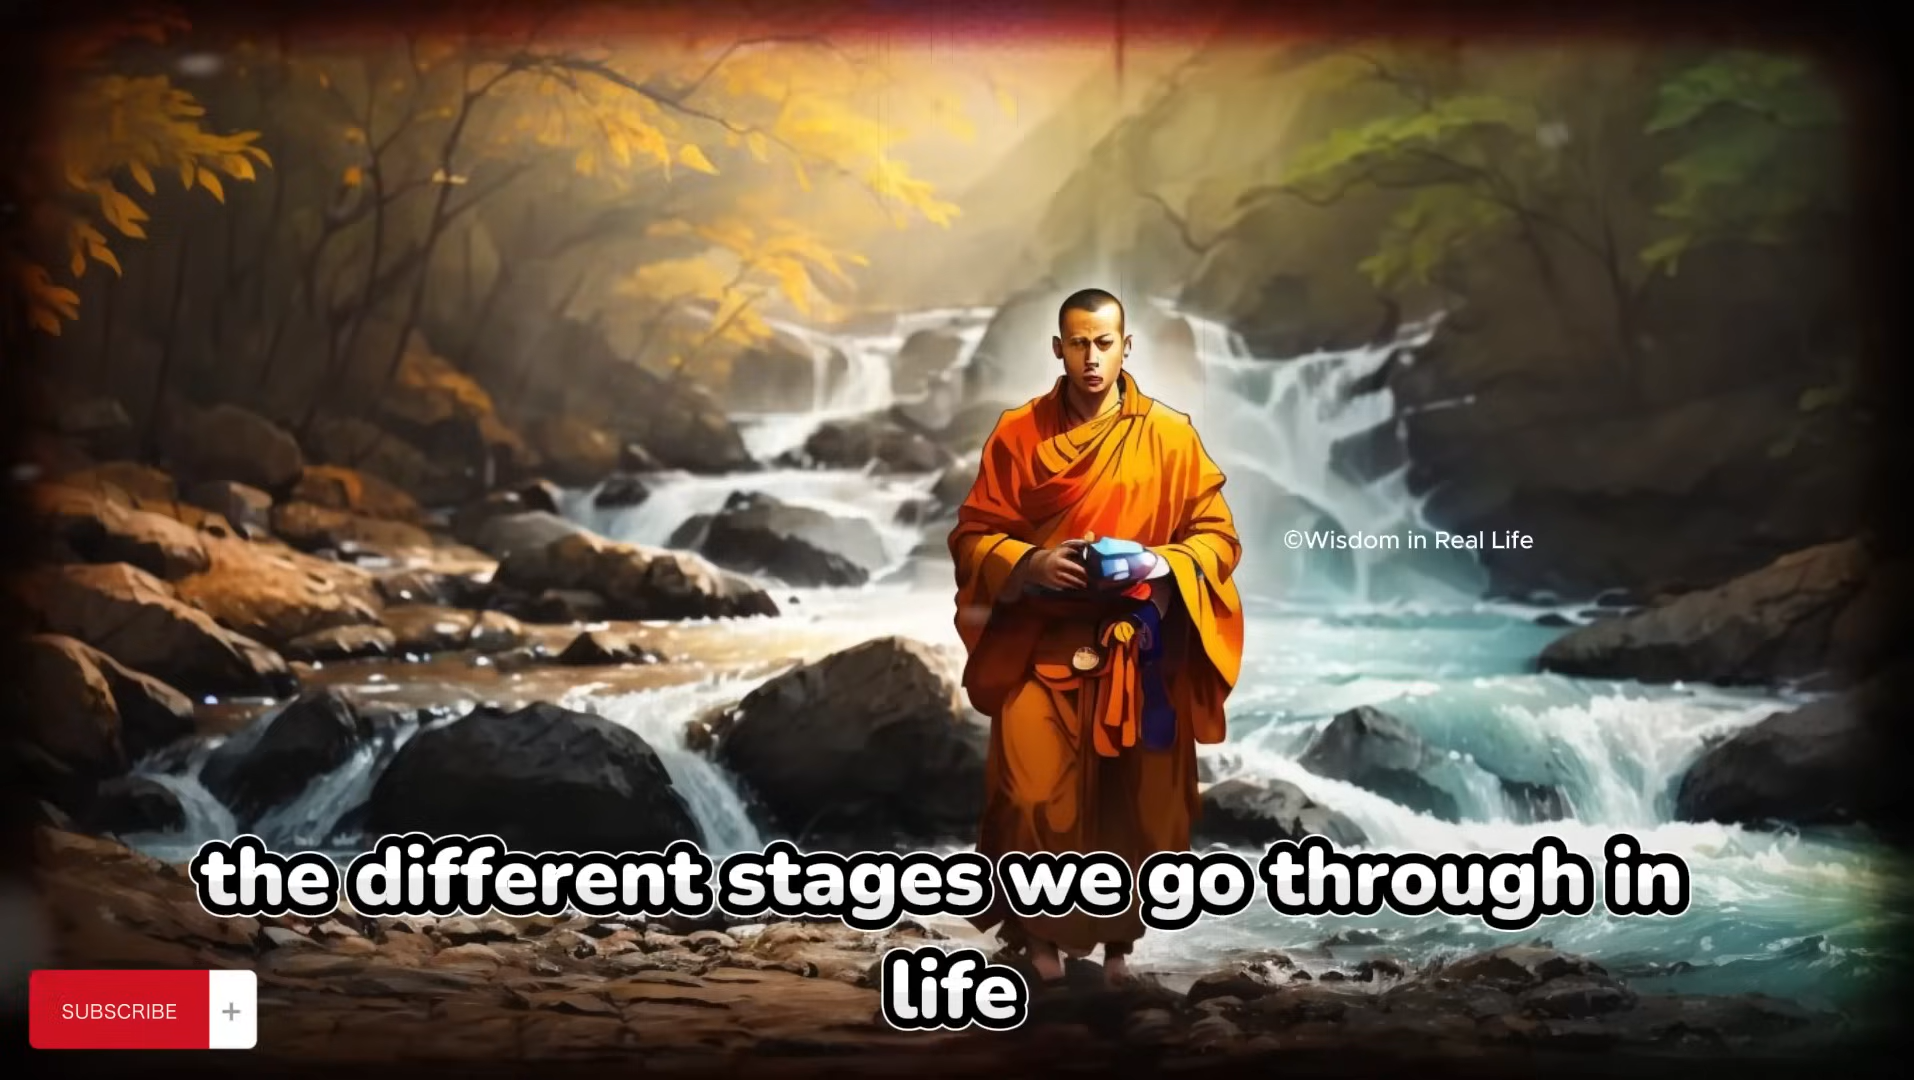 ©Wisdom in Real Life
the different stages we go through in
life
SUBSCRIBE +